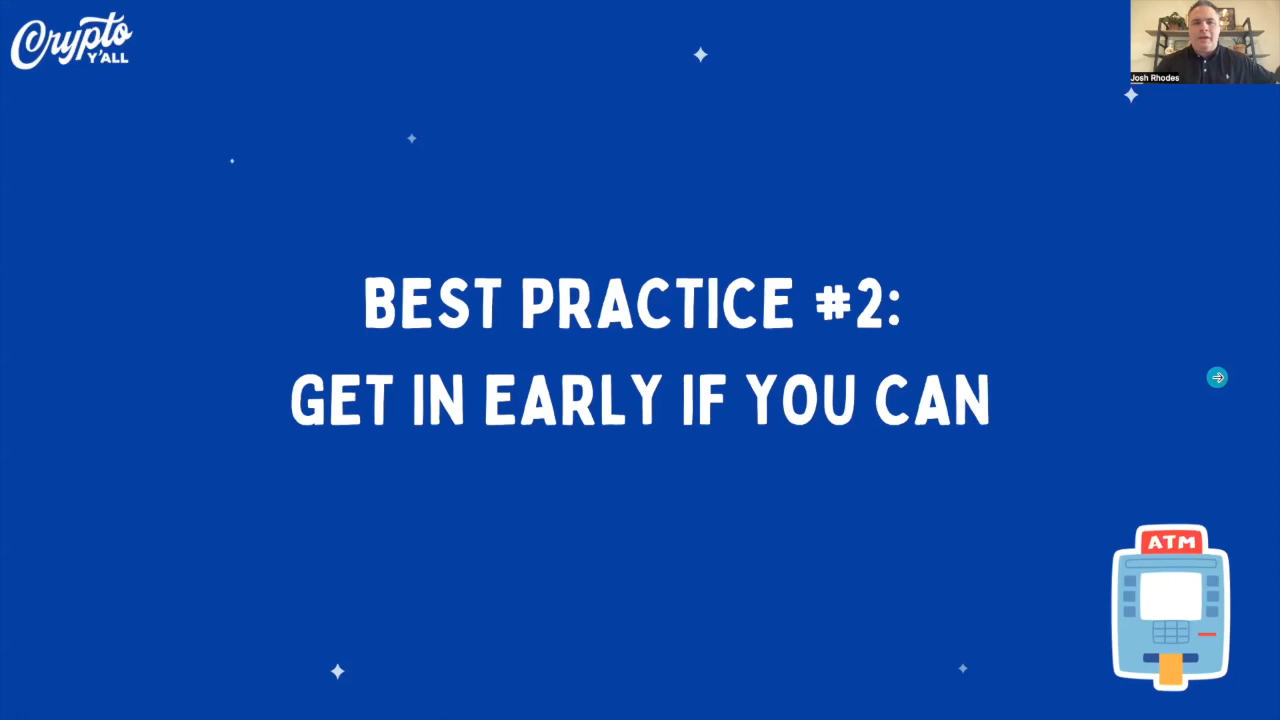 Crypto
Y'ALL
Josh Rhodes
BEST PRACTICE #2:
GET IN EARLY IF YOU CAN
ATM